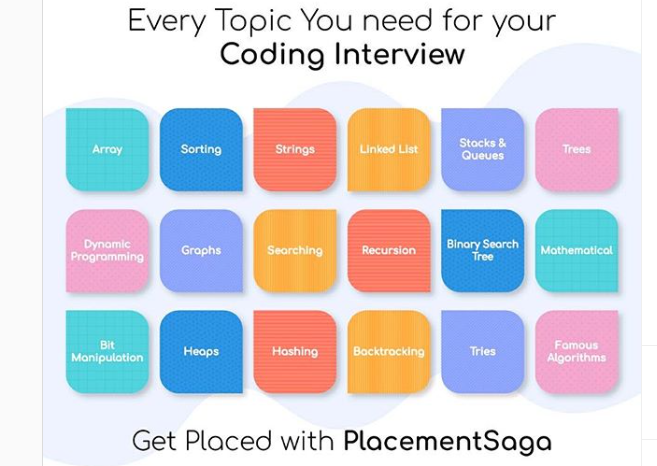 Every Topic You need for your
Coding Interview
Array
Sorting
Strings
Linked List
Stacks &
Queues
Trees
Dynamic
Programming
Graphs
Searching
Recursion
Binary Search
Tree
Mathematical
Bit
Manipulation
Heaps
Hashing
Backtracking
Tries
Famous
Algorithms
Get Placed with PlacementSaga